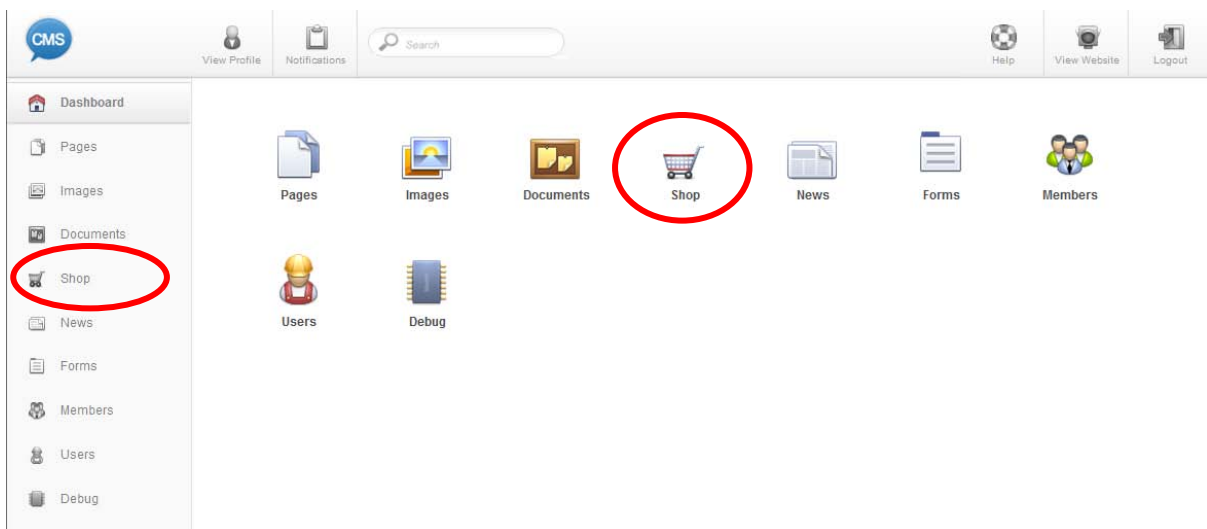 CMS
View Profile
Notifications
Search
Help
View Website
Logout
Dashboard
Pages
Images
Documents
Shop
News
Forms
Members
Users
Debug
Pages
Images
Documents
Shop
News
Forms
Members
Users
Debug